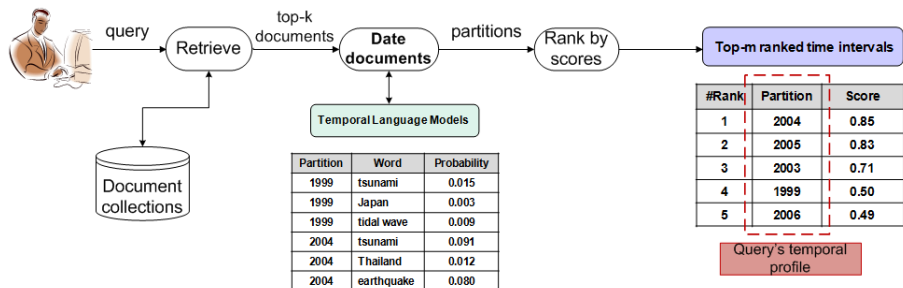 query
Retrieve
top-k
documents
Date
documents
partitions
Rank by
scores
Top-m ranked time intervals
Document
collections
Temporal Language Models
Partition Word Probability
1999 tsunami 0.015
1999 Japan 0.003
1999 tidal wave 0.009
2004 tsunami 0.091
2004 Thailand 0.012
2004 earthquake 0.080
#Rank Partition Score
1 2004 0.85
2 2005 0.83
3 2003 0.71
4 1999 0.50
5 2006 0.49
Query's temporal
profile